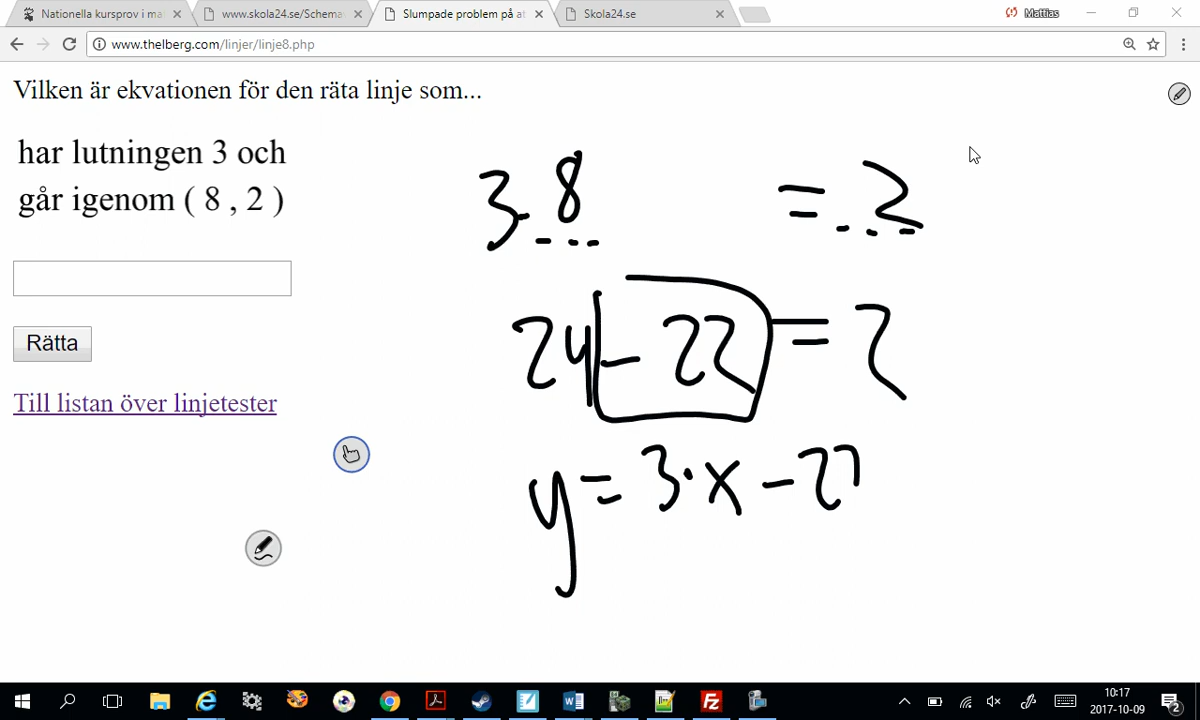 Nationella kursprov i ma
www.skola24.se/Schema
Slumpade problem på at
Skola24.se
Mattias
www.thelberg.com/linjer/linje8.php
Vilken är ekvationen för den räta linje som...
har lutningen 3 och
går igenom ( 8 , 2 )
Rätta
Till listan över linjetester
3·8 = 2
24 - 22 = 2
y = 3·x - 22
10:17
2017-10-09
2